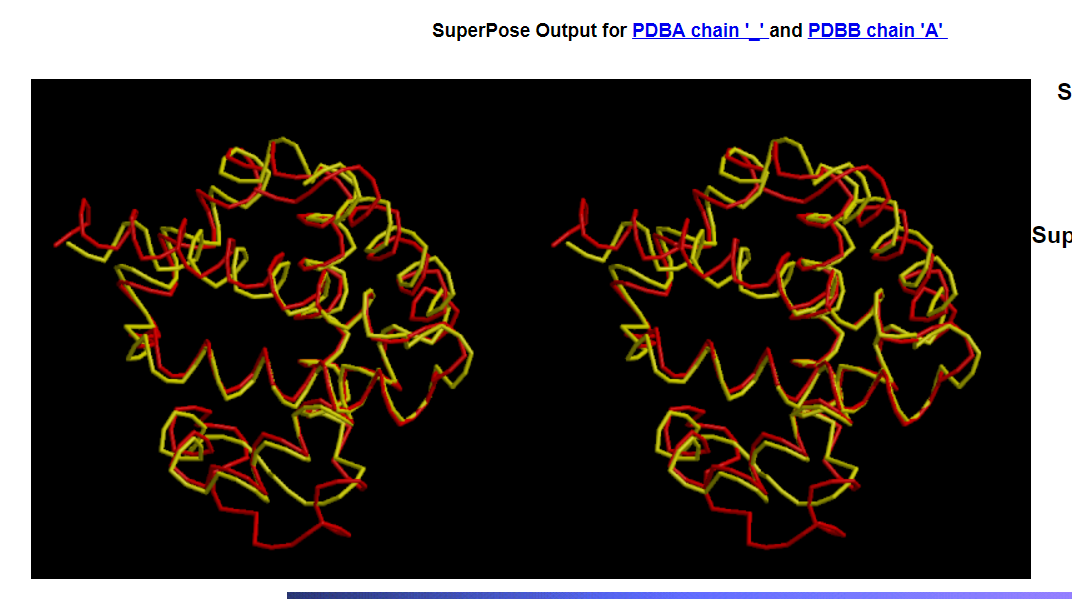 SuperPose Output for PDBA chain '_' and PDBB chain 'A'
S
Sup